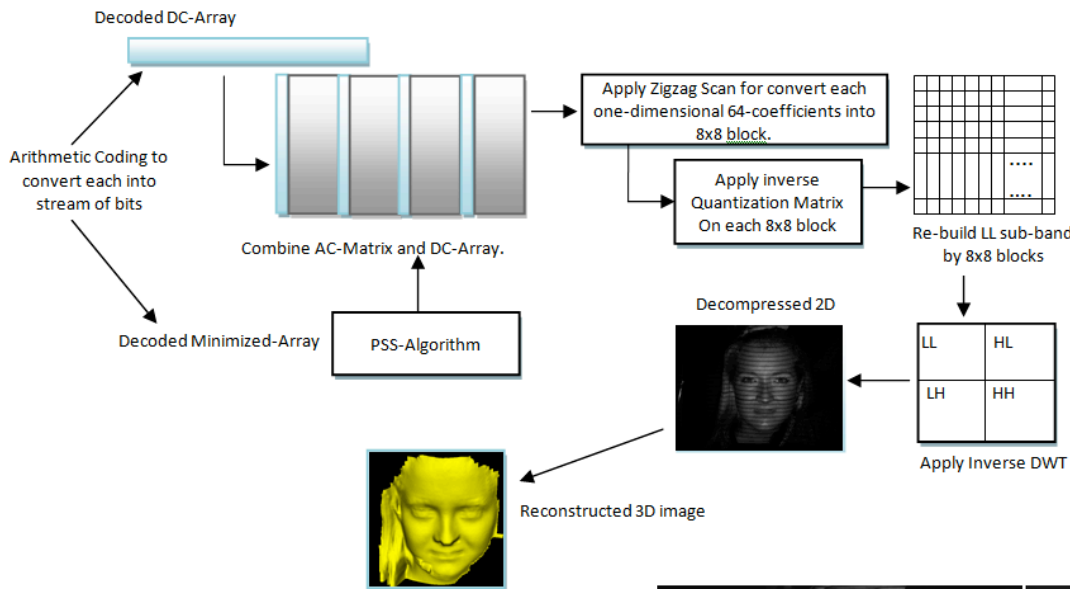 Decoded DC-Array
Arithmetic Coding to
convert each into
stream of bits
Combine AC-Matrix and DC-Array.
Decoded Minimized-Array
PSS-Algorithm
Apply Zigzag Scan for convert each
one-dimensional 64-coefficients into
8x8 block.
Apply inverse
Quantization Matrix
On each 8x8 block
....
....
Re-build LL sub-band
by 8x8 blocks
LL HL
LH HH
Apply Inverse DWT
Decompressed 2D
Reconstructed 3D image